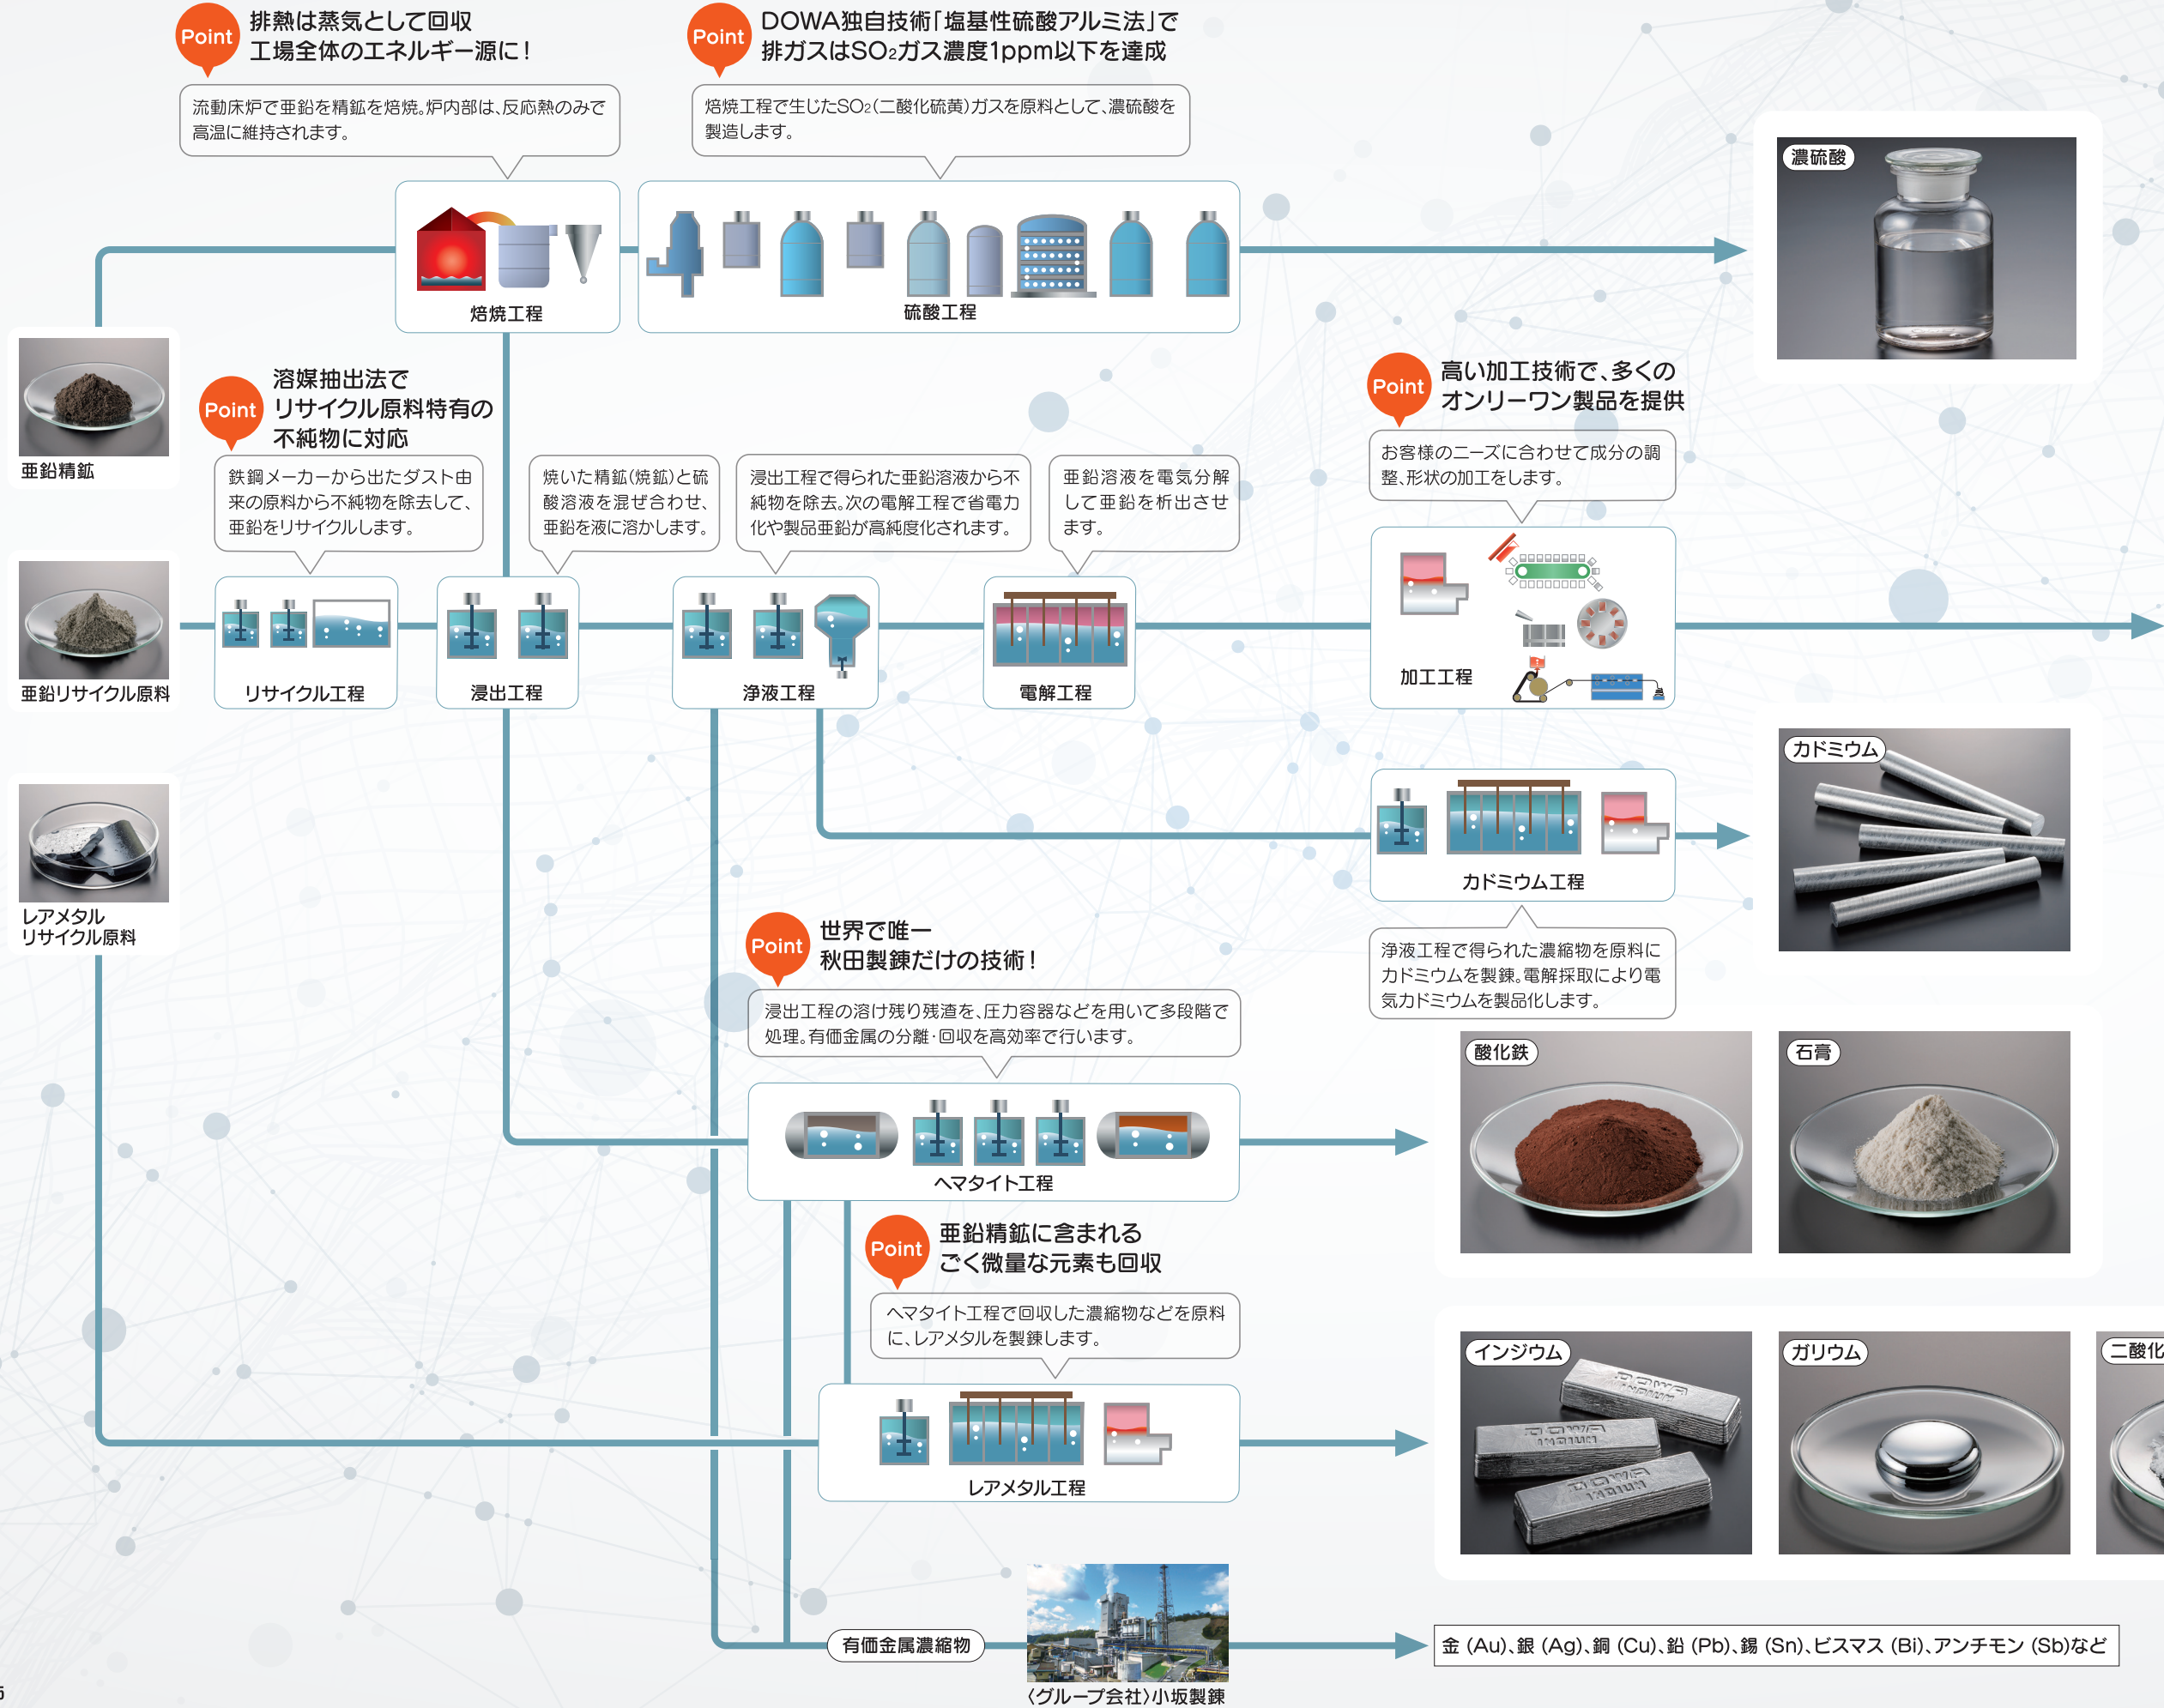 Point
排熱は蒸気として回収
工場全体のエネルギー源に！
流動床炉で亜鉛を精鉱を焙焼。炉内部は、反応熱のみで
高温に維持されます。
Point
DOWA独自技術「塩基性硫酸アルミ法」で
排ガスはSO₂ガス濃度1ppm以下を達成
焙焼工程で生じたSO₂（二酸化硫黄）ガスを原料として、濃硫酸を
製造します。
焙焼工程
硫酸工程
濃硫酸
亜鉛精鉱
Point
溶媒抽出法で
リサイクル原料特有の
不純物に対応
鉄鋼メーカーから出たダスト由
来の原料から不純物を除去して、
亜鉛をリサイクルします。
焼いた精鉱(焼鉱)と硫
酸溶液を混ぜ合わせ、
亜鉛を液に溶かします。
浸出工程で得られた亜鉛溶液から不
純物を除去。次の電解工程で省電力
化や製品亜鉛が高純度化されます。
亜鉛溶液を電気分解
して亜鉛を析出させ
ます。
Point
高い加工技術で、多くの
オンリーワン製品を提供
お客様のニーズに合わせて成分の調
整、形状の加工をします。
亜鉛リサイクル原料
リサイクル工程
浸出工程
浄液工程
電解工程
加工工程
レアメタル
リサイクル原料
カドミウム工程
カドミウム
浄液工程で得られた濃縮物を原料に
カドミウムを製錬。電解採取により電
気カドミウムを製品化します。
Point
世界で唯一
秋田製錬だけの技術！
浸出工程の溶け残り残渣を、圧力容器などを用いて多段階で
処理。有価金属の分離・回収を高効率で行います。
ヘマタイト工程
酸化鉄
石膏
Point
亜鉛精鉱に含まれる
ごく微量な元素も回収
ヘマタイト工程で回収した濃縮物などを原料
に、レアメタルを製錬します。
レアメタル工程
インジウム
DOWA
INDIUM
DOWA
INDIUM
DOWA
INDIUM
ガリウム
二酸化
有価金属濃縮物
〈グループ会社〉小坂製錬
金 (Au)、銀 (Ag)、銅 (Cu)、鉛 (Pb)、錫 (Sn)、ビスマス (Bi)、アンチモン (Sb)など